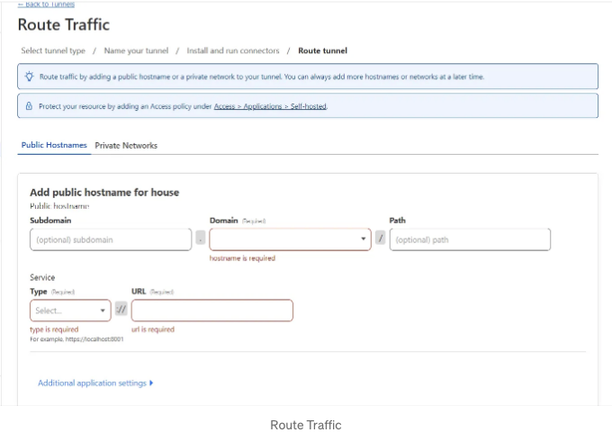 ← Back to Tunnels
Route Traffic
Select tunnel type / Name your tunnel / Install and run connectors / Route tunnel
Route traffic by adding a public hostname or a private network to your tunnel. You can always add more hostnames or networks at a later time.
Protect your resource by adding an Access policy under Access > Applications > Self-hosted.
Public Hostnames Private Networks
Add public hostname for house
Public hostname
Subdomain Domain (Required) Path
(optional) subdomain . / (optional) path
hostname is required
Service
Type (Required) URL (Required)
Select... ://
type is required url is required
For example, https://localhost:8001
Additional application settings
Route Traffic